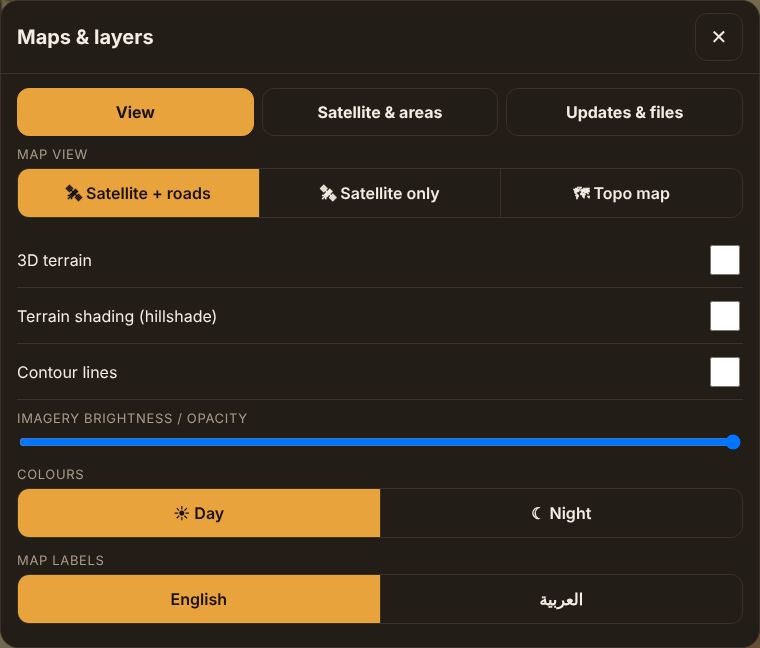 Maps & layers
✕
View
Satellite & areas
Updates & files
MAP VIEW
🛰 Satellite + roads
🛰 Satellite only
🗺 Topo map
3D terrain
Terrain shading (hillshade)
Contour lines
IMAGERY BRIGHTNESS / OPACITY
COLOURS
☀ Day
☾ Night
MAP LABELS
English
العربية